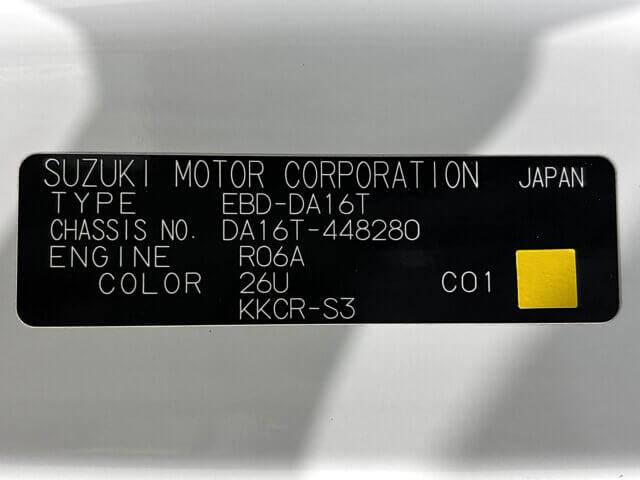 SUZUKI MOTOR CORPORATION JAPAN
TYPE EBD-DA16T
CHASSIS NO. DA16T-448280
ENGINE R06A
COLOR 26U C01
KKCR-S3